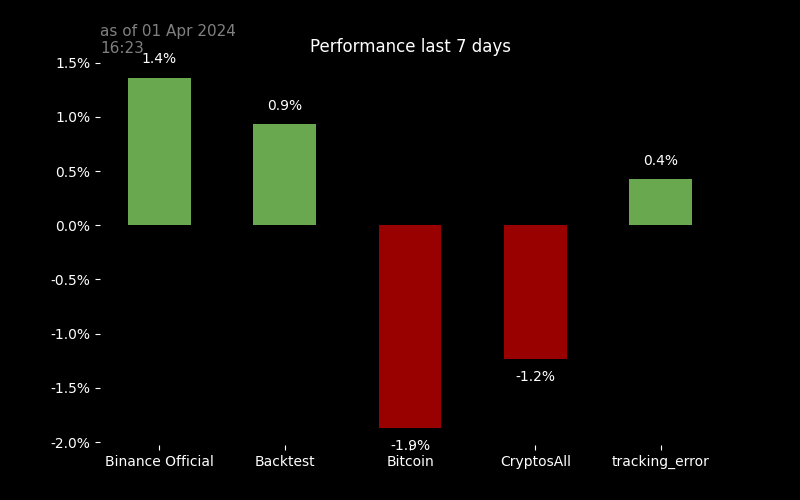 as of 01 Apr 2024
16:23
Performance last 7 days
1.5%
1.0%
0.5%
0.0%
-0.5%
-1.0%
-1.5%
-2.0%
1.4%
0.9%
-1.9%
-1.2%
0.4%
Binance Official
Backtest
Bitcoin
CryptosAll
tracking_error